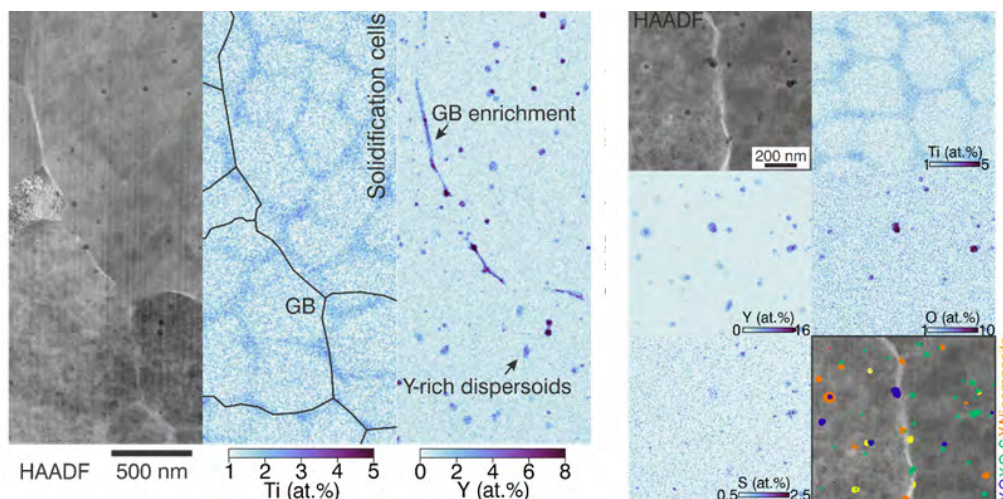 Solidification cells
GB enrichment
GB
Y-rich dispersoids
HAADF
500 nm
1 2 3 4 5
Ti (at.%)
0 2 4 6 8
Y (at.%)
HAADF
200 nm
Ti (at.%)
1 5
Y (at.%)
0 16
O (at.%)
1 10
S (at.%)
0.5 2.5